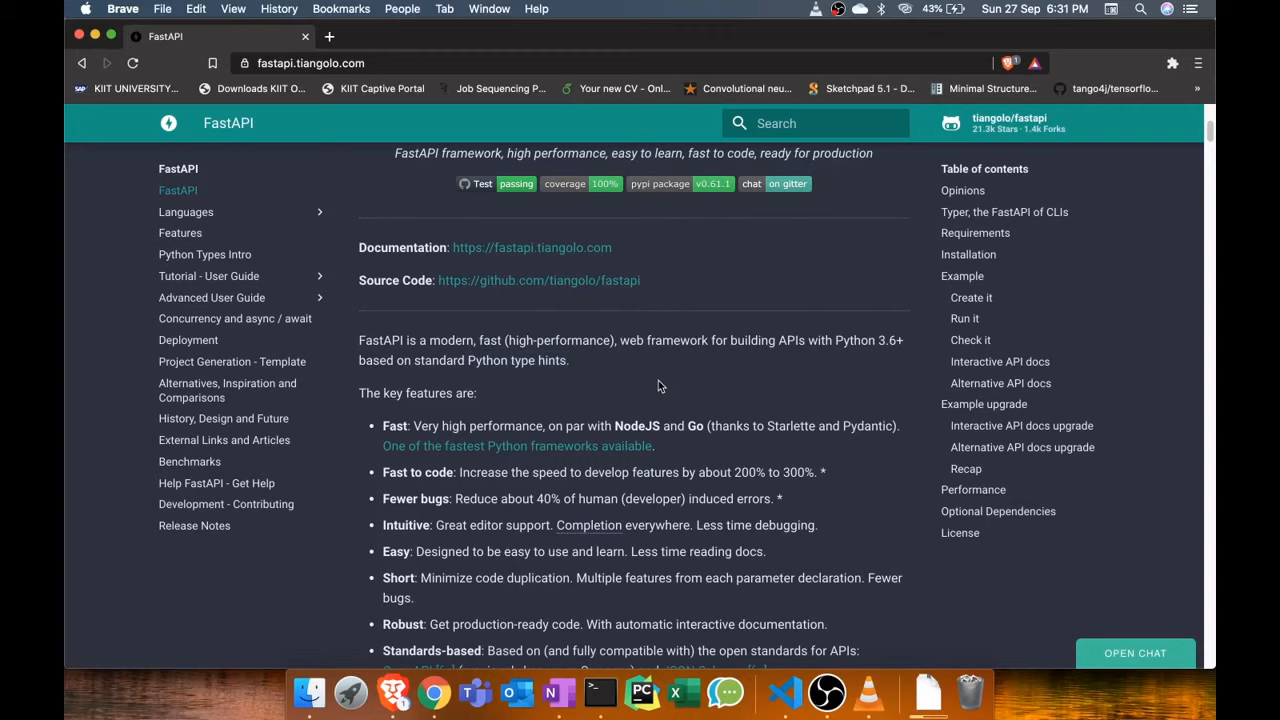 Brave File Edit View History Bookmarks People Tab Window Help 43% Sun 27 Sep 6:31 PM
FastAPI
fastapi.tiangolo.com 1
SAP KIIT UNIVERSITY... Downloads KIIT O... KIIT Captive Portal Job Sequencing P... Your new CV - Onl... Convolutional neu... Sketchpad 5.1 - D... Minimal Structure... tango4j/tensorflo... »
FastAPI Search tiangolo/fastapi
21.3k Stars · 1.4k Forks
FastAPI
FastAPI
Languages
Features
Python Types Intro
Tutorial - User Guide
Advanced User Guide
Concurrency and async / await
Deployment
Project Generation - Template
Alternatives, Inspiration and
Comparisons
History, Design and Future
External Links and Articles
Benchmarks
Help FastAPI - Get Help
Development - Contributing
Release Notes
FastAPI framework, high performance, easy to learn, fast to code, ready for production
Test passing coverage 100% pypi package v0.61.1 chat on gitter
Documentation: https://fastapi.tiangolo.com
Source Code: https://github.com/tiangolo/fastapi
FastAPI is a modern, fast (high-performance), web framework for building APIs with Python 3.6+
based on standard Python type hints.
The key features are:
• Fast: Very high performance, on par with NodeJS and Go (thanks to Starlette and Pydantic).
One of the fastest Python frameworks available.
• Fast to code: Increase the speed to develop features by about 200% to 300%. *
• Fewer bugs: Reduce about 40% of human (developer) induced errors. *
• Intuitive: Great editor support. Completion everywhere. Less time debugging.
• Easy: Designed to be easy to use and learn. Less time reading docs.
• Short: Minimize code duplication. Multiple features from each parameter declaration. Fewer
bugs.
• Robust: Get production-ready code. With automatic interactive documentation.
• Standards-based: Based on (and fully compatible with) the open standards for APIs:
Table of contents
Opinions
Typer, the FastAPI of CLIs
Requirements
Installation
Example
Create it
Run it
Check it
Interactive API docs
Alternative API docs
Example upgrade
Interactive API docs upgrade
Alternative API docs upgrade
Recap
Performance
Optional Dependencies
License
OPEN CHAT